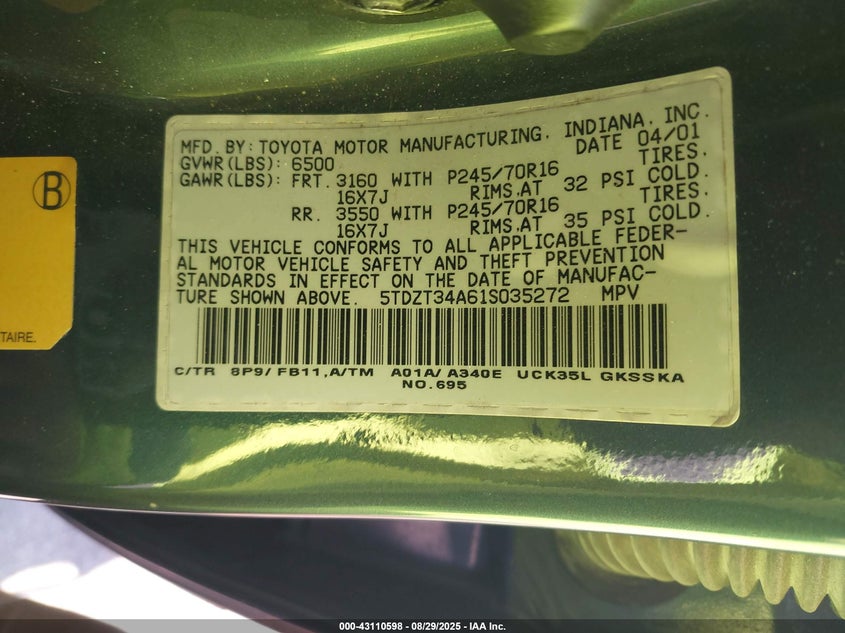 MFD. BY: TOYOTA MOTOR MANUFACTURING, INDIANA, INC.
GVWR(LBS): 6500 DATE 04/01
GAWR(LBS): FRT. 3160 WITH P245/70R16 TIRES,
16X7J RIMS,AT 32 PSI COLD.
RR. 3550 WITH P245/70R16 TIRES,
16X7J RIMS,AT 35 PSI COLD.
THIS VEHICLE CONFORMS TO ALL APPLICABLE FEDER-
AL MOTOR VEHICLE SAFETY AND THEFT PREVENTION
STANDARDS IN EFFECT ON THE DATE OF MANUFAC-
TURE SHOWN ABOVE. 5TDZT34A61S035272 MPV
C/TR 8P9/FB11,A/TM A01A/A340E UCK35L GKSSKA
NO.695
B
TAIRE.
000-43110598 - 08/29/2025 - IAA Inc.